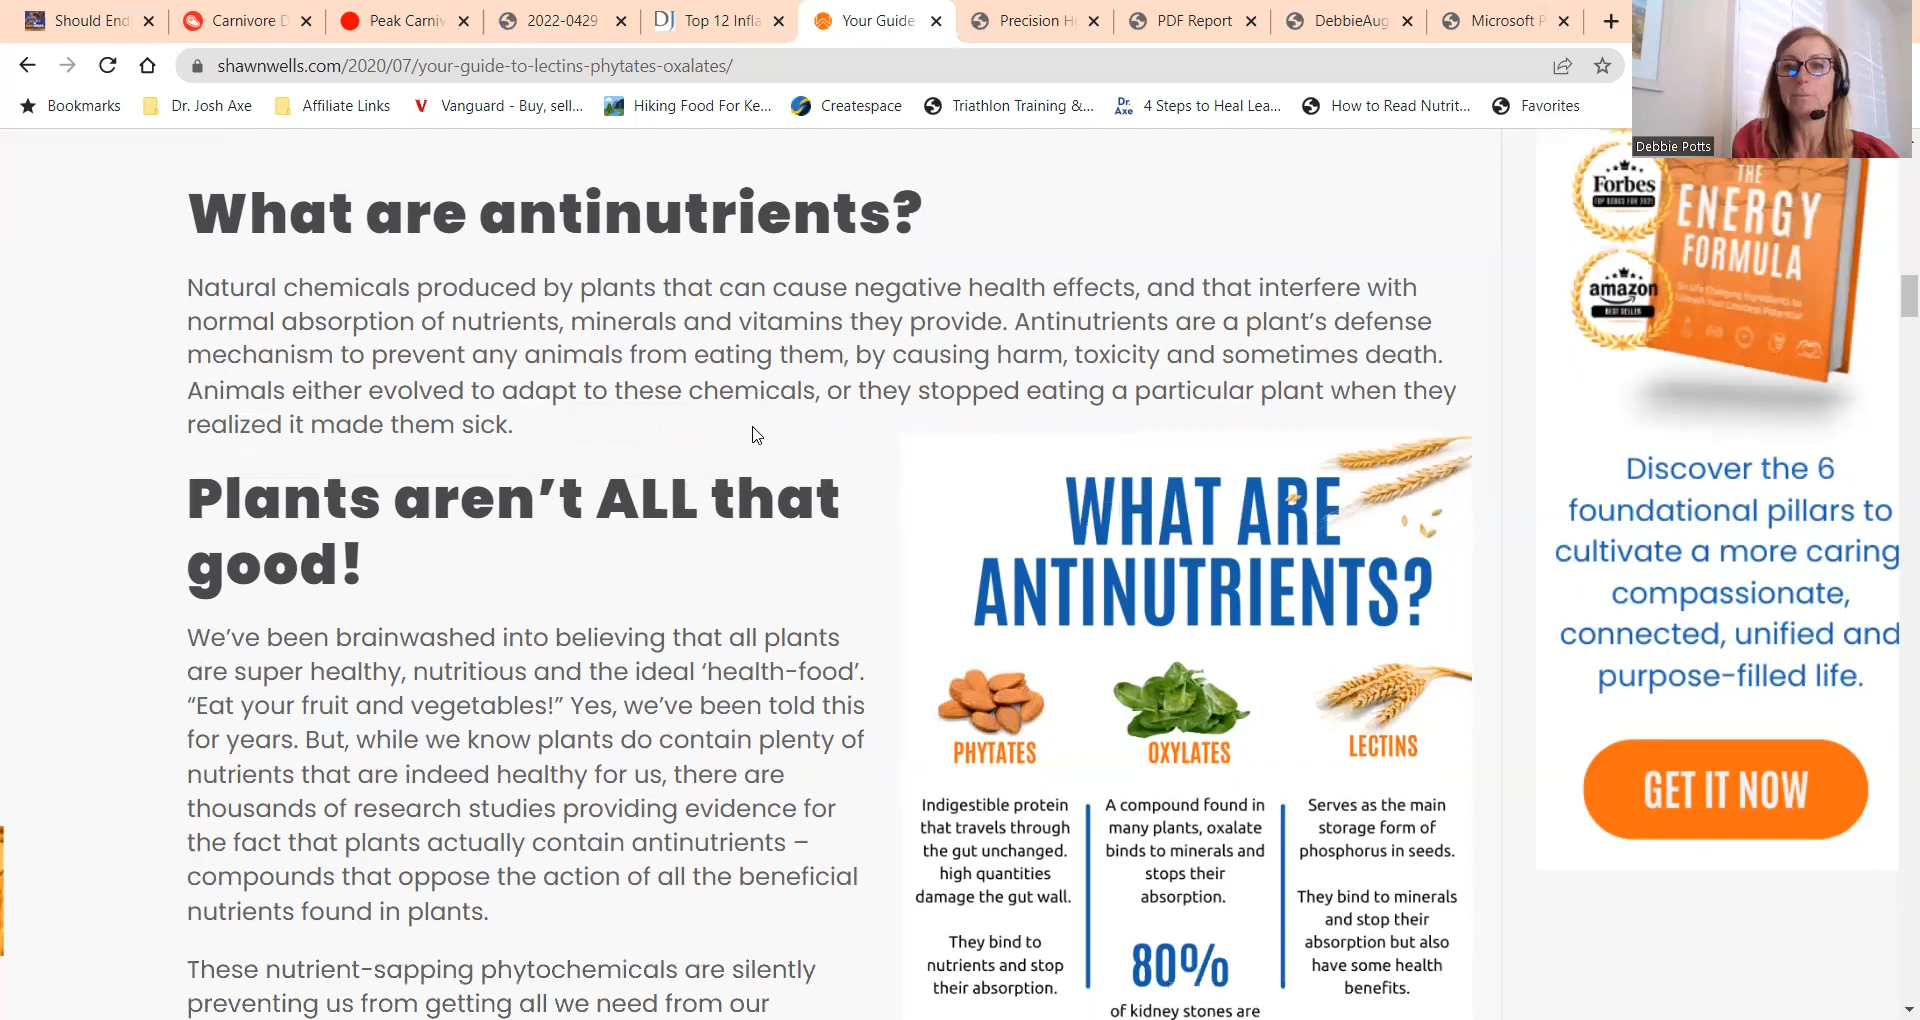 Should End
Carnivore D
Peak Carniv
2022-0429
DJ
Top 12 Infla
Your Guide
Precision He
PDF Report
DebbieAug
Microsoft P
shawnwells.com/2020/07/your-guide-to-lectins-phytates-oxalates/
Bookmarks
Dr. Josh Axe
Affiliate Links
V
Vanguard - Buy, sell...
Hiking Food For Ke...
Createspace
Triathlon Training &...
Dr. Axe
4 Steps to Heal Lea...
How to Read Nutrit...
Favorites
Debbie Potts
What are antinutrients?
Natural chemicals produced by plants that can cause negative health effects, and that interfere with
normal absorption of nutrients, minerals and vitamins they provide. Antinutrients are a plant's defense
mechanism to prevent any animals from eating them, by causing harm, toxicity and sometimes death.
Animals either evolved to adapt to these chemicals, or they stopped eating a particular plant when they
realized it made them sick.
Plants aren't ALL that
good!
We've been brainwashed into believing that all plants
are super healthy, nutritious and the ideal 'health-food'.
"Eat your fruit and vegetables!" Yes, we've been told this
for years. But, while we know plants do contain plenty of
nutrients that are indeed healthy for us, there are
thousands of research studies providing evidence for
the fact that plants actually contain antinutrients –
compounds that oppose the action of all the beneficial
nutrients found in plants.
These nutrient-sapping phytochemicals are silently
preventing us from getting all we need from our
WHAT ARE
ANTINUTRIENTS?
PHYTATES
Indigestible protein
that travels through
the gut unchanged.
high quantities
damage the gut wall.
They bind to
nutrients and stop
their absorption.
OXYLATES
A compound found in
many plants, oxalate
binds to minerals and
stops their
absorption.
80%
of kidney stones are
LECTINS
Serves as the main
storage form of
phosphorus in seeds.
They bind to minerals
and stop their
absorption but also
have some health
benefits.
Forbes
TOP BOOKS FOR 2021
amazon
BEST SELLER
THE
ENERGY
FORMULA
Discover the 6
foundational pillars to
cultivate a more caring
compassionate,
connected, unified and
purpose-filled life.
GET IT NOW